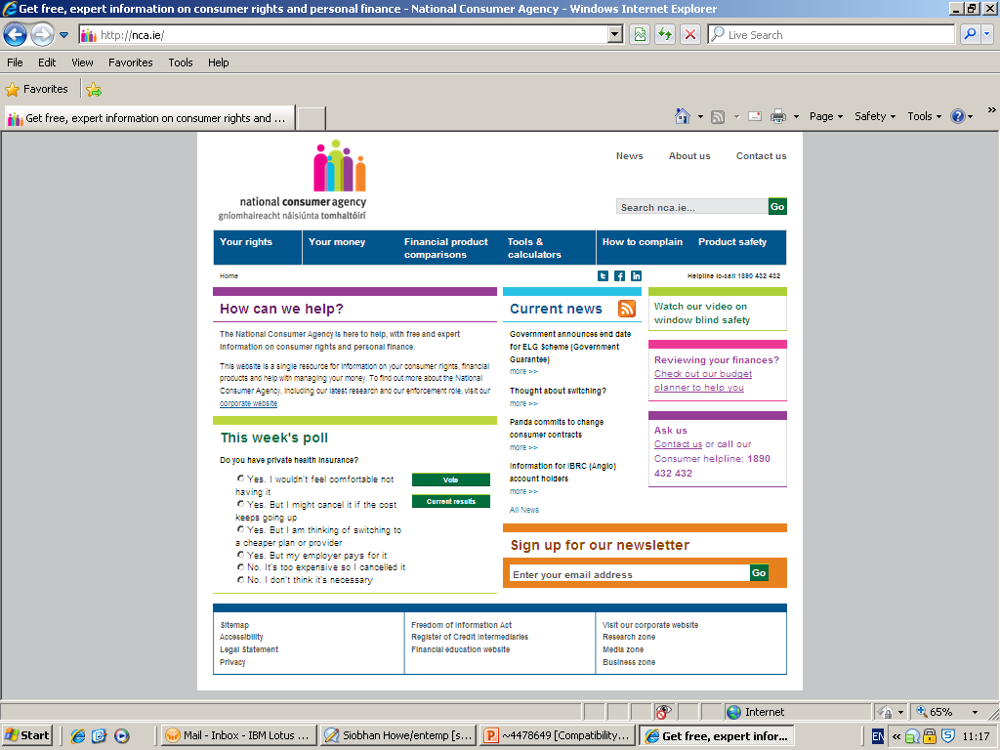 Get free, expert information on consumer rights and personal finance - National Consumer Agency - Windows Internet Explorer
http://nca.ie/
Live Search
File Edit View Favorites Tools Help
Favorites
Get free, expert information on consumer rights and ...
Page Safety Tools
»
News About us Contact us
national consumer agency
gníomhaireacht náisiúnta tomhaltóirí
Search nca.ie... Go
Your rights
Your money
Financial product
comparisons
Tools &
calculators
How to complain
Product safety
Home
Helpline lo-call 1890 432 432
How can we help?
The National Consumer Agency is here to help, with free and expert
information on consumer rights and personal finance.
This website is a single resource for information on your consumer rights, financial
products and help with managing your money. To find out more about the National
Consumer Agency, including our latest research and our enforcement role, visit our
corporate website.
This week's poll
Do you have private health insurance?
Yes. I wouldn't feel comfortable not
having it
Yes. But I might cancel it if the cost
keeps going up
Yes. But I am thinking of switching to
a cheaper plan or provider
Yes. But my employer pays for it
No. It's too expensive so I cancelled it
No. I don't think it's necessary
Vote
Current results
Current news
Government announces end date
for ELG Scheme (Government
Guarantee)
more >>
Thought about switching?
more >>
Panda commits to change
consumer contracts
more >>
Information for IBRC (Anglo)
account holders
more >>
All News
Watch our video on
window blind safety
Reviewing your finances?
Check out our budget
planner to help you
Ask us
Contact us or call our
Consumer helpline: 1890
432 432
Sign up for our newsletter
Enter your email address Go
Sitemap
Accessibility
Legal Statement
Privacy
Freedom of Information Act
Register of Credit Intermediaries
Financial education website
Visit our corporate website
Research zone
Media zone
Business zone
Internet
65%
Start
Mail - Inbox - IBM Lotus ...
Siobhan Howe/entemp [s...
~4478649 [Compatibility...
Get free, expert infor...
EN
«
11:17